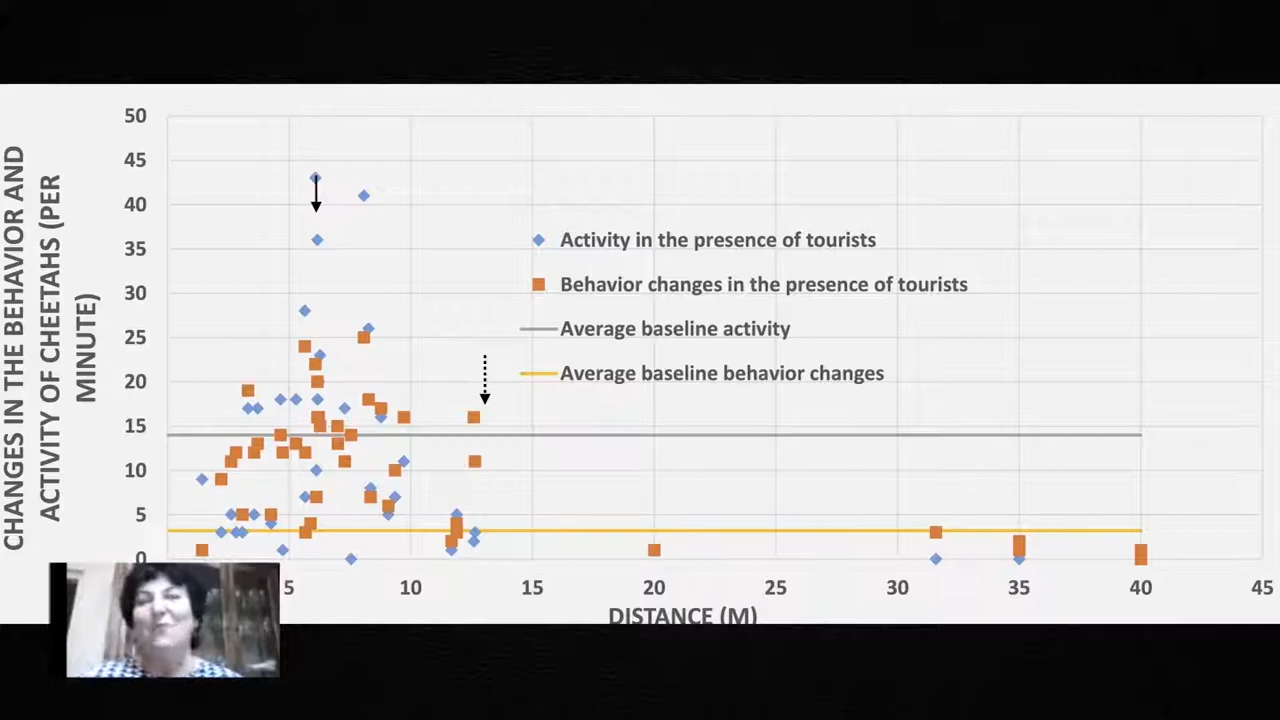 CHANGES IN THE BEHAVIOR AND
ACTIVITY OF CHEETAHS (PER
MINUTE)
50
45
40
35
30
25
20
15
10
5
0
Activity in the presence of tourists
Behavior changes in the presence of tourists
Average baseline activity
Average baseline behavior changes
5 10 15 20 25 30 35 40 45
DISTANCE (M)